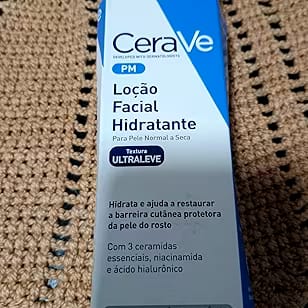 CeraVe
DEVELOPED WITH DERMATOLOGISTS
PM
Loção
Facial
Hidratante
Para Pele Normal a Seca
Textura
ULTRALEVE
Hidrata e ajuda a restaurar
a barreira cutânea protetora
da pele do rosto
Com 3 ceramidas
essenciais, niacinamida
e ácido hialurônico